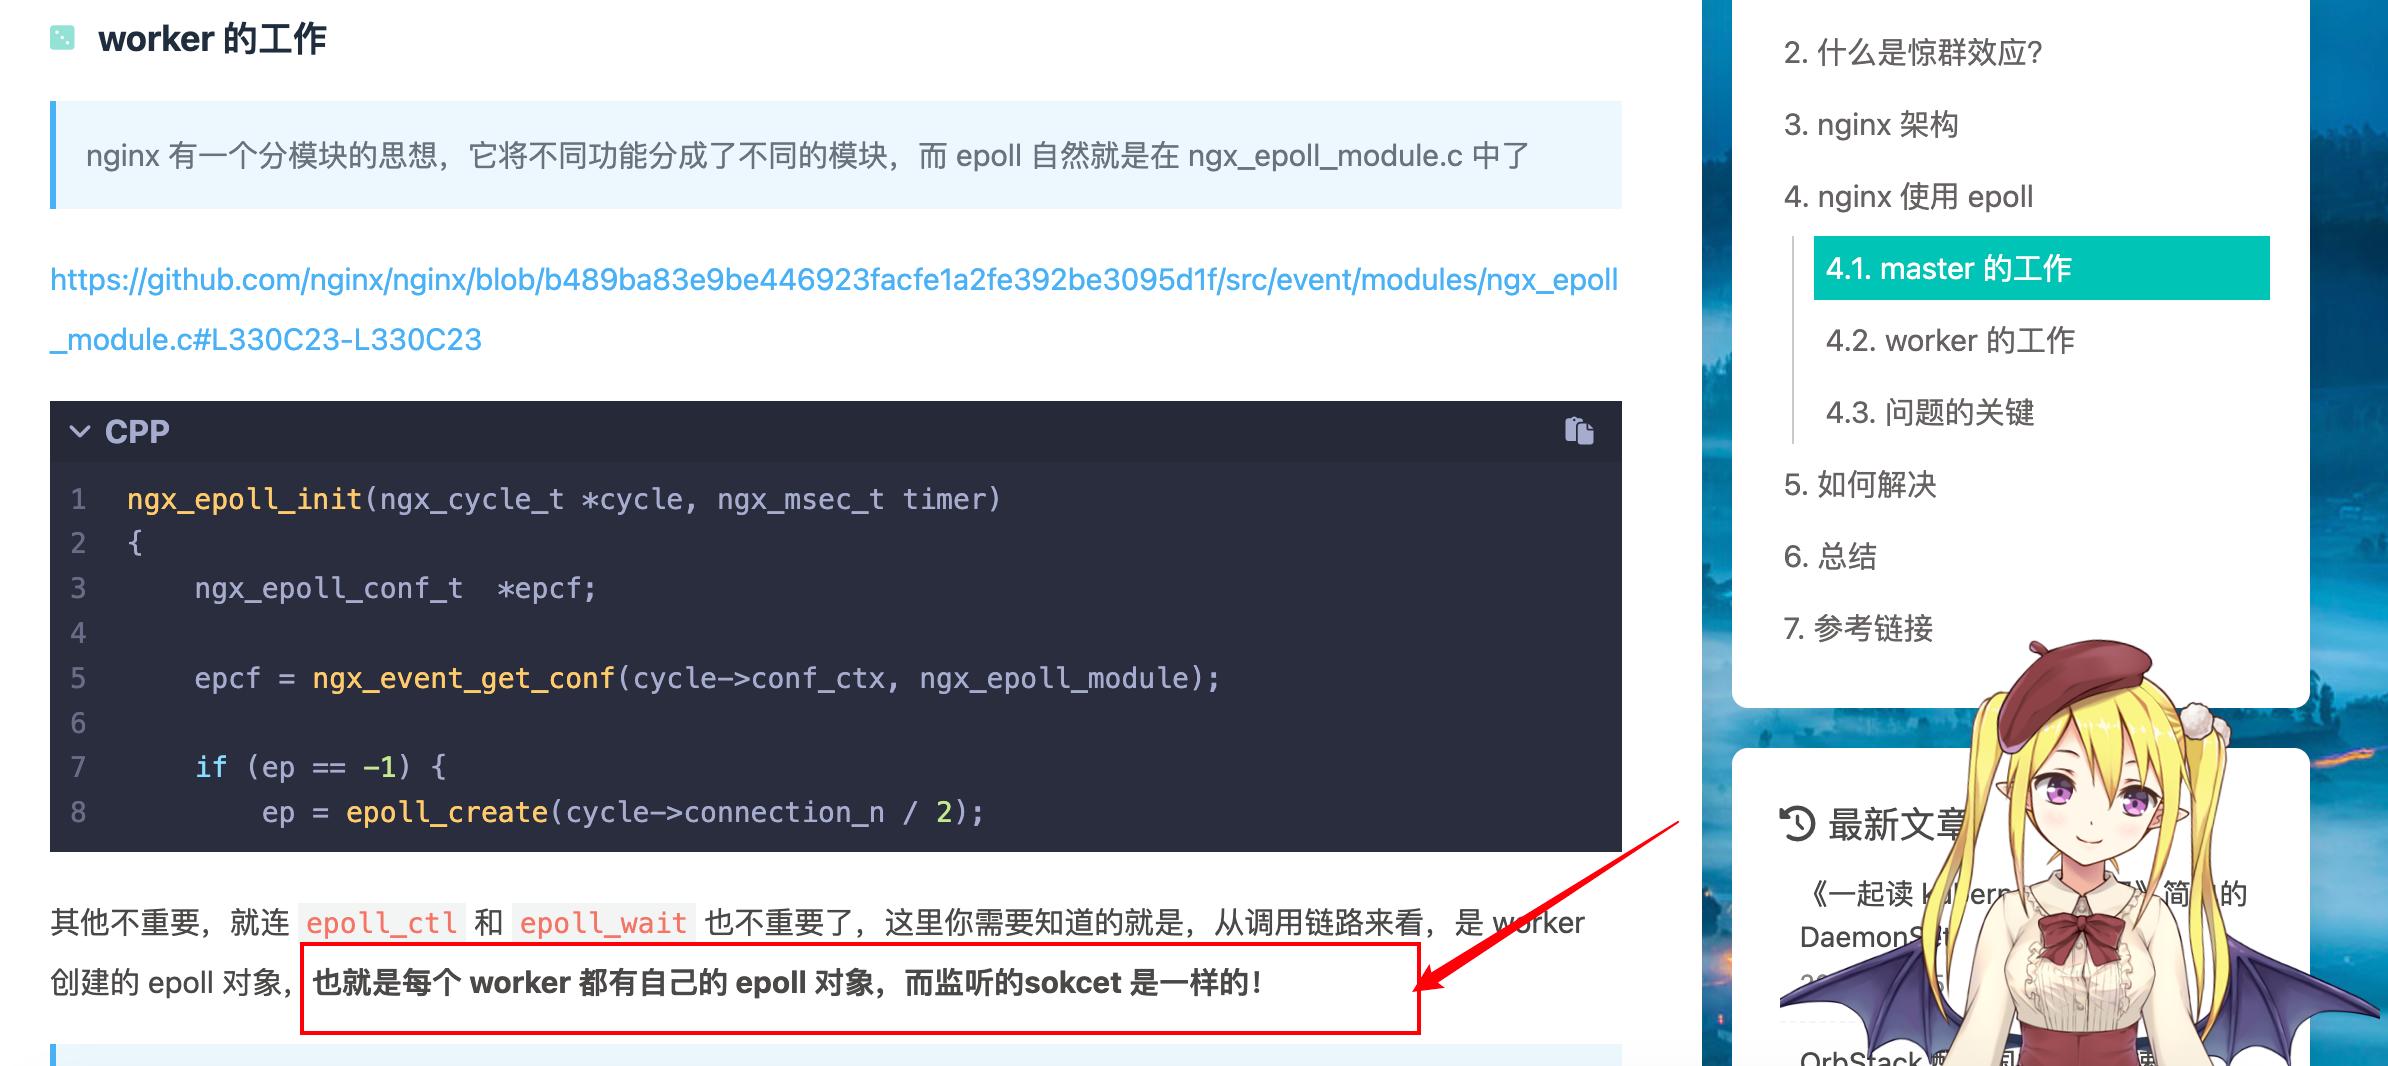 worker 的工作
nginx 有一个分模块的思想，它将不同功能分成了不同的模块，而 epoll 自然就是在 ngx_epoll_module.c 中了
https://github.com/nginx/nginx/blob/b489ba83e9be446923facfe1a2fe392be3095d1f/src/event/modules/ngx_epoll
_module.c#L330C23-L330C23
CPP
1 ngx_epoll_init(ngx_cycle_t *cycle, ngx_msec_t timer)
2 {
3     ngx_epoll_conf_t  *epcf;
4
5     epcf = ngx_event_get_conf(cycle->conf_ctx, ngx_epoll_module);
6
7     if (ep == -1) {
8         ep = epoll_create(cycle->connection_n / 2);
其他不重要，就连 epoll_ctl 和 epoll_wait 也不重要了，这里你需要知道的就是，从调用链路来看，是 worker
创建的 epoll 对象，也就是每个 worker 都有自己的 epoll 对象，而监听的sokcet 是一样的！
2. 什么是惊群效应?
3. nginx 架构
4. nginx 使用 epoll
4.1. master 的工作
4.2. worker 的工作
4.3. 问题的关键
5. 如何解决
6. 总结
7. 参考链接
最新文章
《一起读 简 的
OrbStack